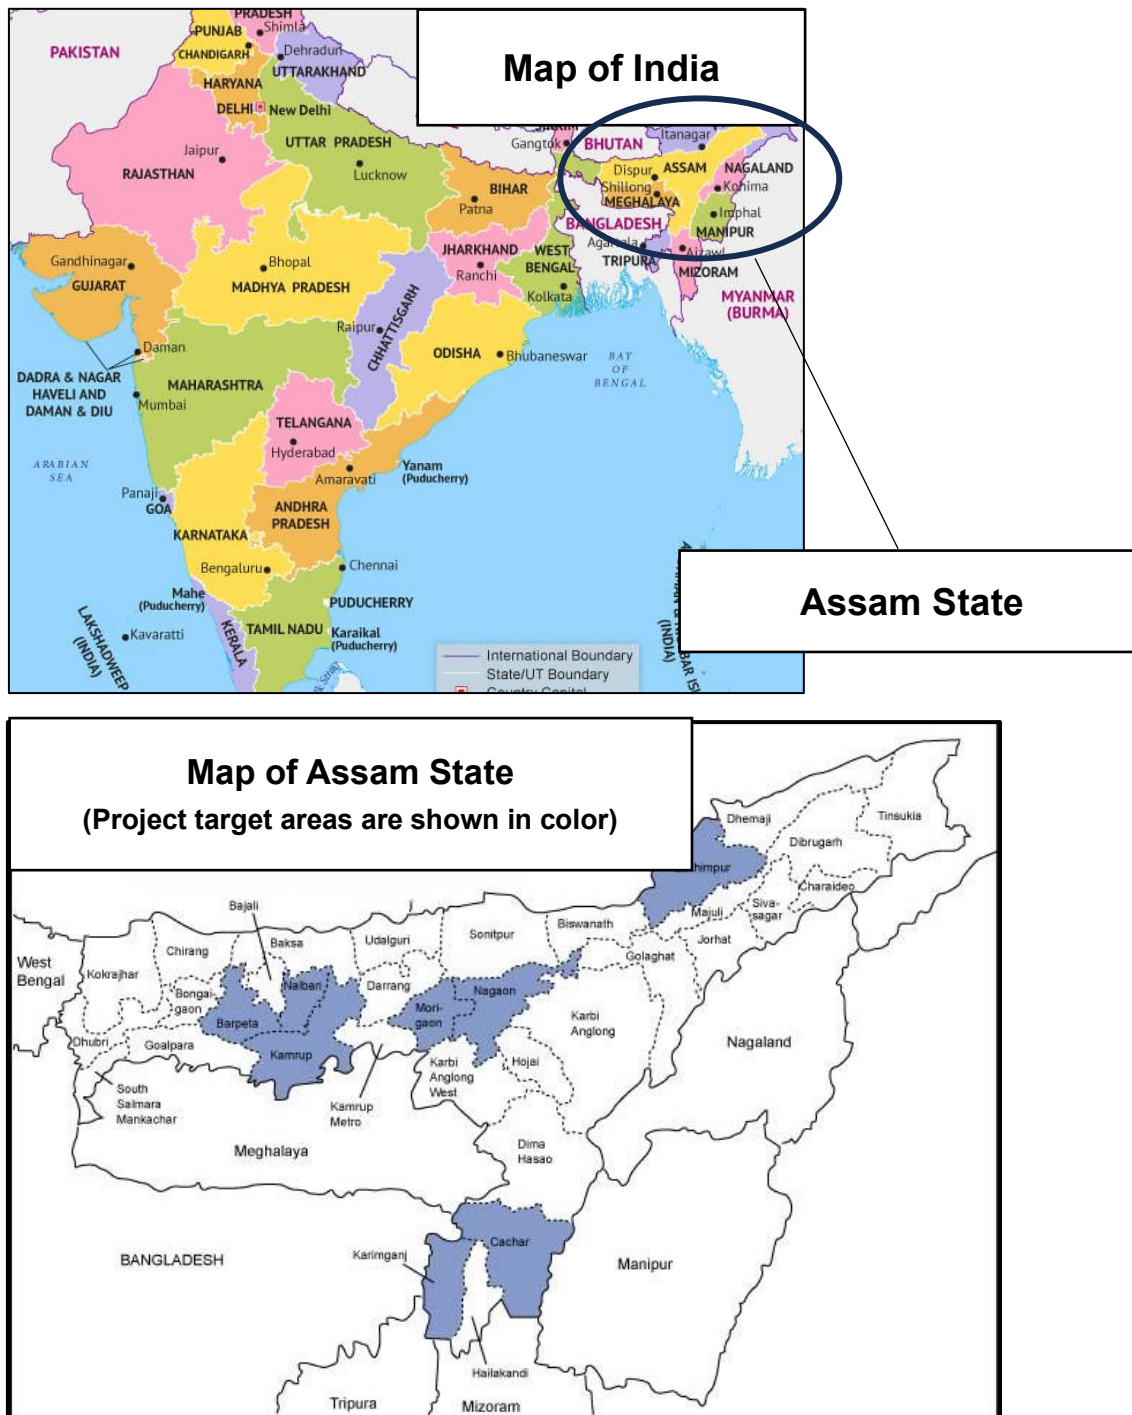 Map of India
PRADESH
Shimla
PUNJAB
CHANDIGARH
PAKISTAN
Dehradun
UTTARAKHAND
HARYANA
DELHI
New Delhi
UTTAR PRADESH
Lucknow
Jaipur
RAJASTHAN
BIHAR
Patna
Gangtok
BHUTAN
Itanagar
Dispur
ASSAM
NAGALAND
Shillong
Kohima
MEGHALAYA
Imphal
BANGLADESH
MANIPUR
Agartala
TRIPURA
Aizawl
MIZORAM
MYANMAR
(BURMA)
JHARKHAND
Ranchi
WEST
BENGAL
Kolkata
Gandhinagar
GUJARAT
Bhopal
MADHYA PRADESH
Raipur
CHHATTISGARH
ODISHA
Bhubaneswar
BAY
OF
BENGAL
Daman
DADRA & NAGAR
HAVELI AND
DAMAN & DIU
MAHARASHTRA
Mumbai
TELANGANA
Hyderabad
ARABIAN
SEA
Yanam
(Puducherry)
Amaravati
Panaji
GOA
ANDHRA
PRADESH
KARNATAKA
Bengaluru
Chennai
Mahe
(Puducherry)
PUDUCHERRY
LAKSHADWEEP
(INDIA)
Kavaratti
KERALA
TAMIL NADU
Karaikal
(Puducherry)
(INDIA)
Assam State
International Boundary
State/UT Boundary
Country Capital
Map of Assam State
(Project target areas are shown in color)
Dhemaji
Tinsukia
Dibrugarh
Charaideo
Majuli
Siva-
sagar
Jorhat
Bajali
Biswanath
Sonitpur
Udalguri
Baksa
Chirang
Golaghat
West
Bengal
Kokrajhar
Nalbari
Darrang
Nagaon
Bongai-
gaon
Mori-
gaon
Barpeta
Karbi
Anglong
Nagaland
Dhubri
Goalpara
Kamrup
Hojai
Karbi
Anglong
West
South
Salmara
Mankachar
Kamrup
Metro
Meghalaya
Dima
Hasao
BANGLADESH
Karimganj
Cachar
Manipur
Hailakandi
Tripura
Mizoram